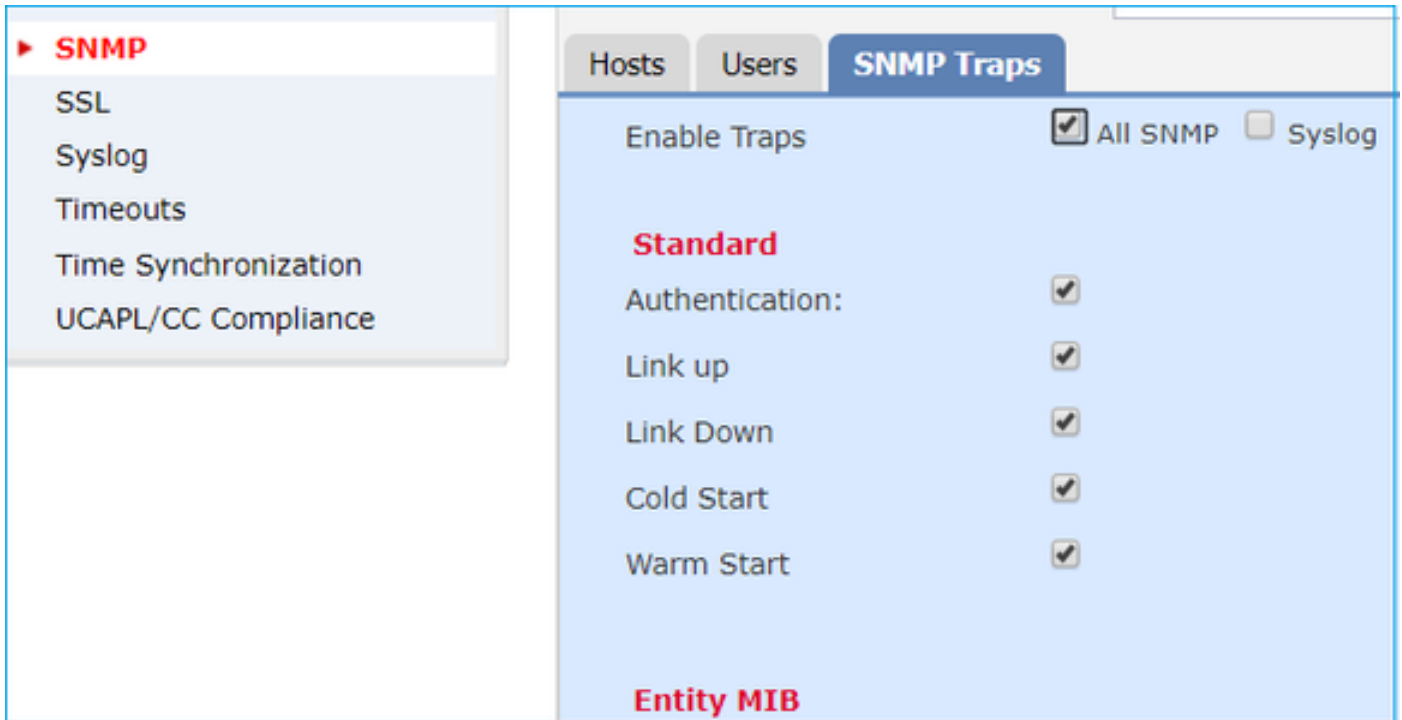 SNMP
SSL
Syslog
Timeouts
Time Synchronization
UCAPL/CC Compliance
Hosts Users SNMP Traps
Enable Traps All SNMP Syslog
Standard
Authentication:
Link up
Link Down
Cold Start
Warm Start
Entity MIB